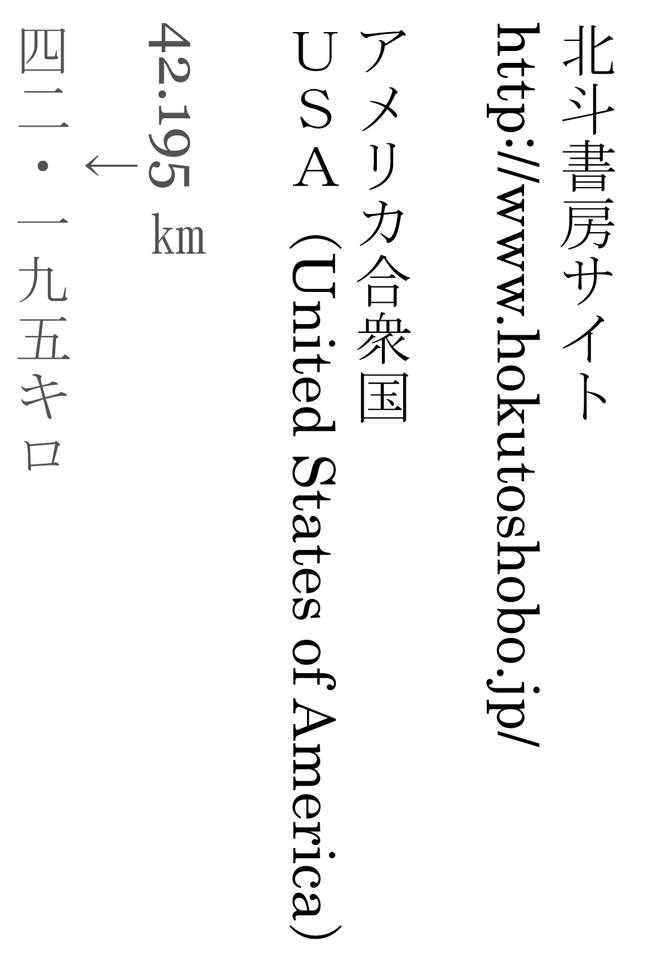 北斗書房サイト
http://www.hokutoshobo.jp/
アメリカ合衆国
ＵＳＡ（United States of America）
42.195 km
←
四二・一九五キロ